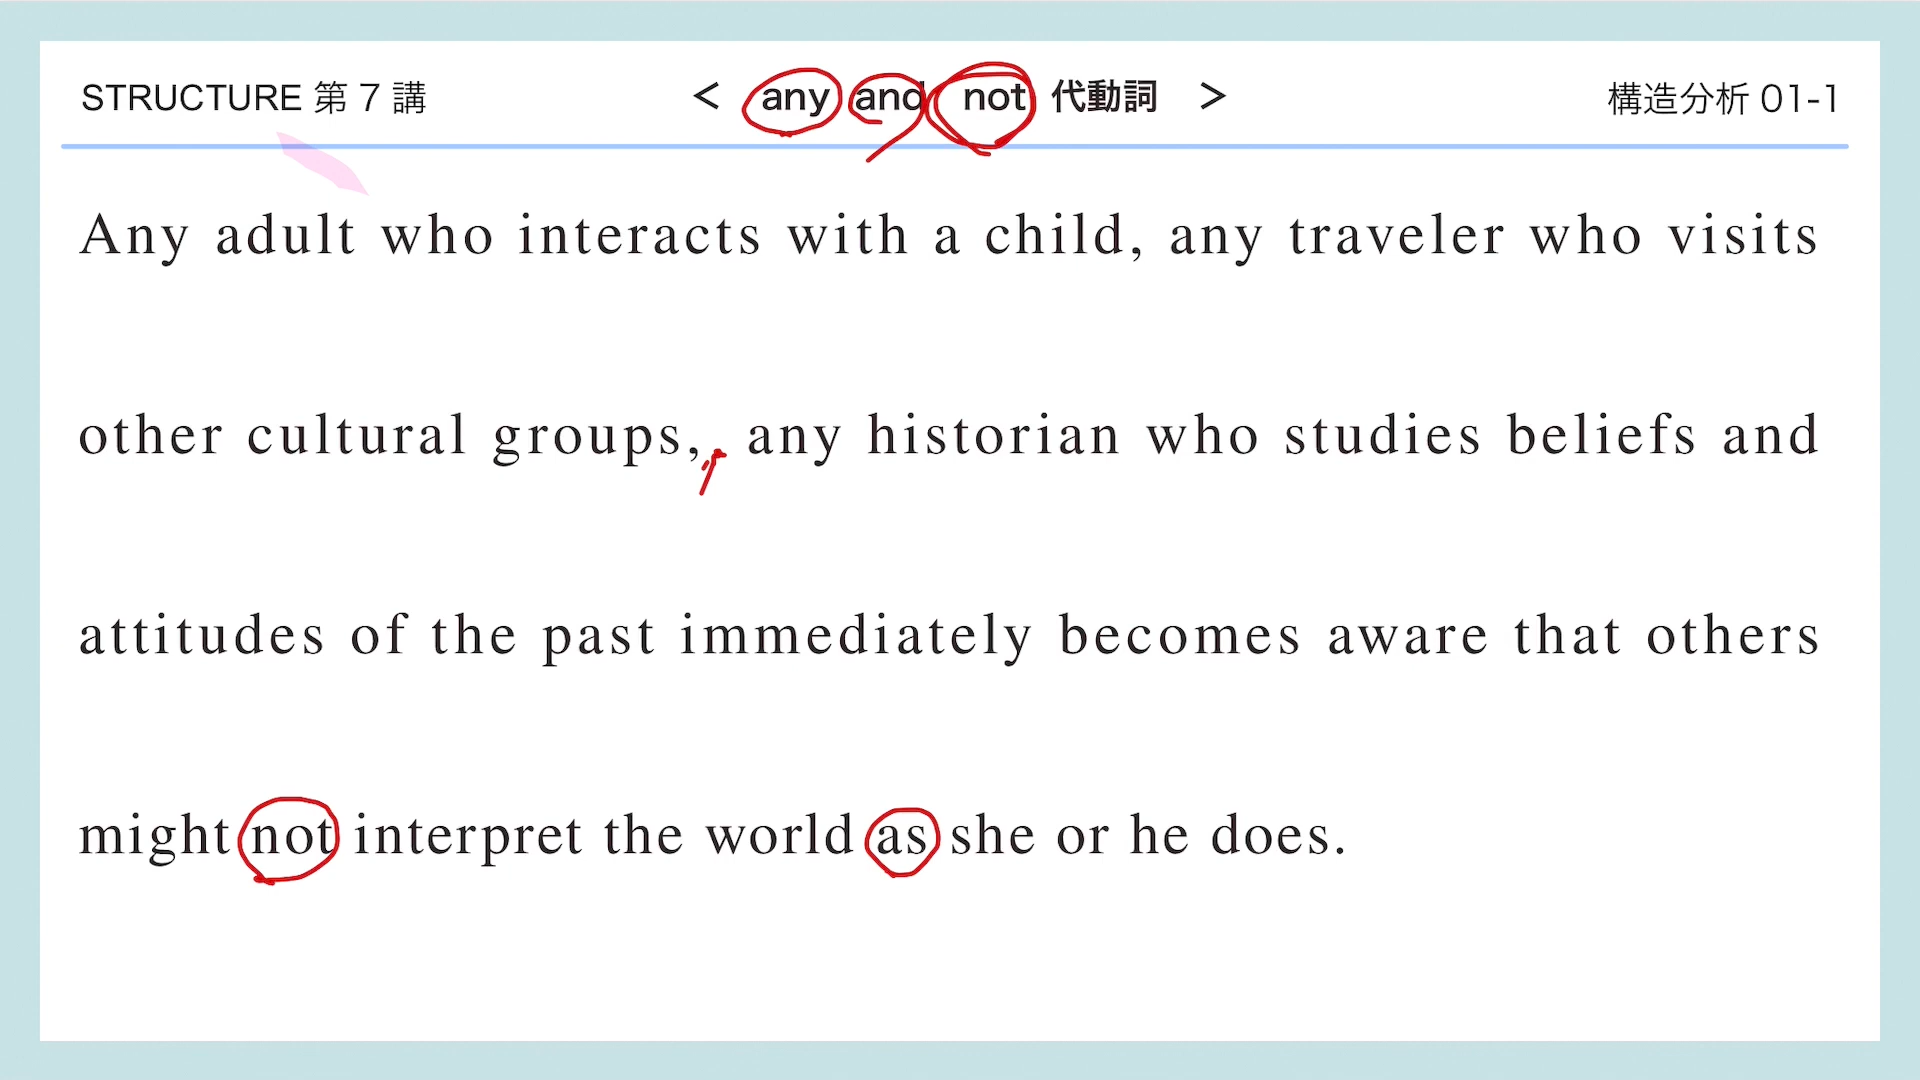 STRUCTURE 第 7 講 < any and not 代動詞 > 構造分析 01-1
Any adult who interacts with a child, any traveler who visits
other cultural groups, any historian who studies beliefs and
attitudes of the past immediately becomes aware that others
might not interpret the world as she or he does.